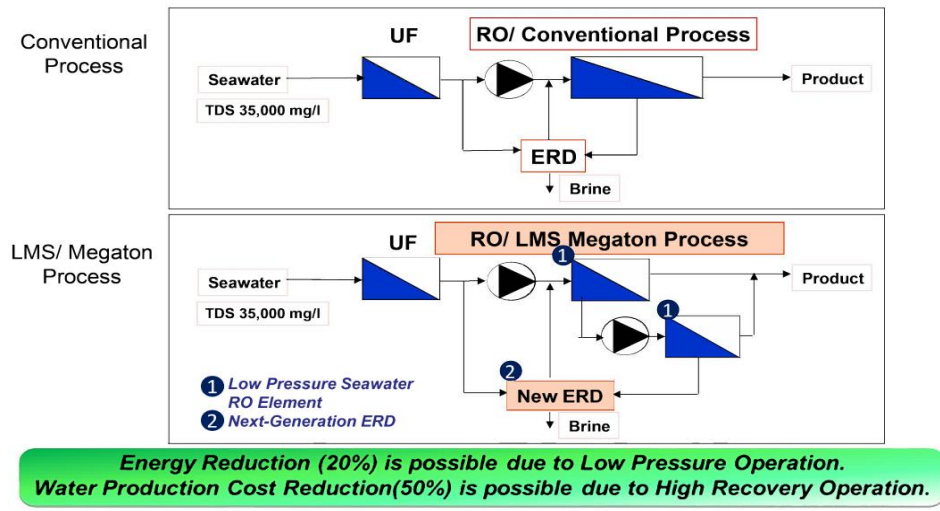 Conventional
Process
UF
RO/ Conventional Process
Seawater
TDS 35,000 mg/l
Product
ERD
Brine
LMS/ Megaton
Process
UF
RO/ LMS Megaton Process
Seawater
TDS 35,000 mg/l
1
Product
1
2
New ERD
Brine
1 Low Pressure Seawater
RO Element
2 Next-Generation ERD
Energy Reduction (20%) is possible due to Low Pressure Operation.
Water Production Cost Reduction(50%) is possible due to High Recovery Operation.